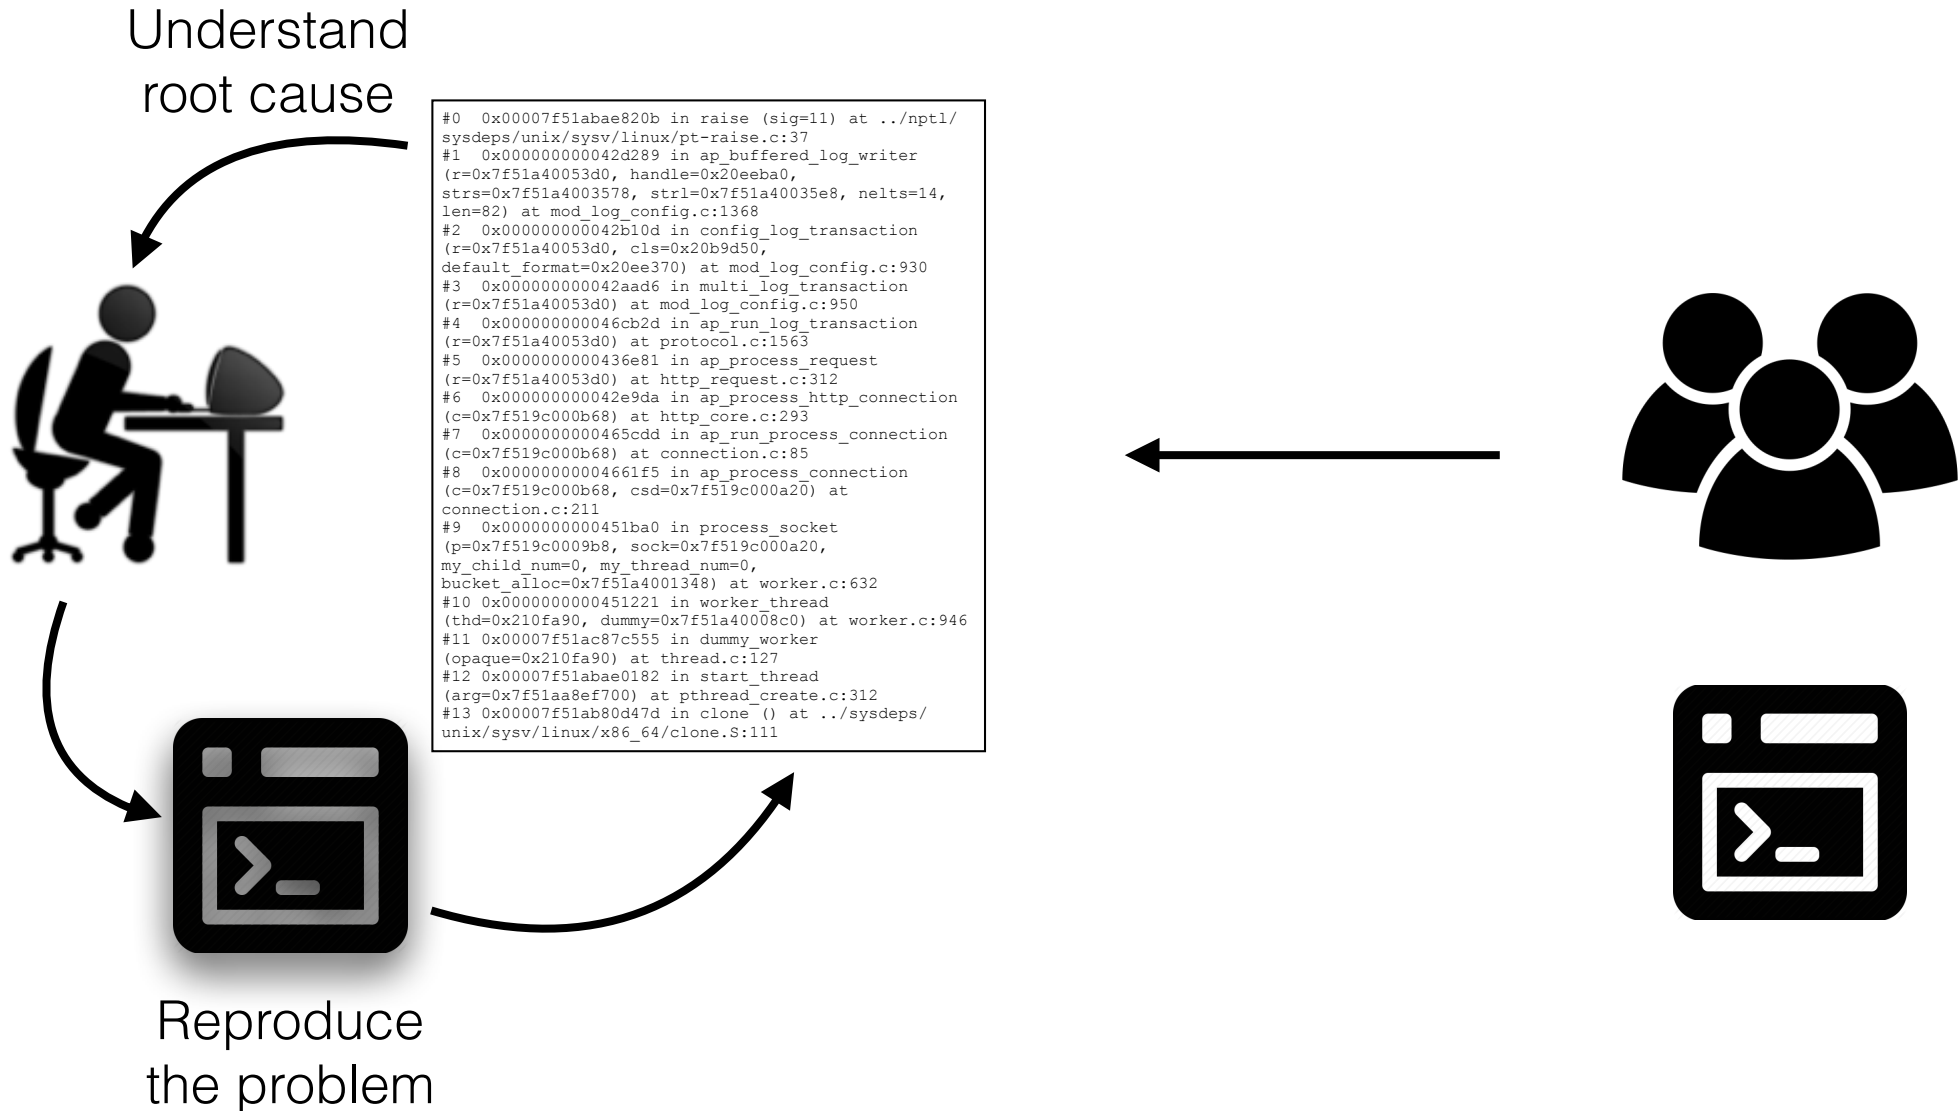 Understand
root cause
#0  0x00007f51abae820b in raise (sig=11) at ../nptl/
sysdeps/unix/sysv/linux/pt-raise.c:37
#1  0x000000000042d289 in ap_buffered_log_writer
(r=0x7f51a40053d0, handle=0x20eeba0,
strs=0x7f51a4003578, strl=0x7f51a40035e8, nelts=14,
len=82) at mod_log_config.c:1368
#2  0x000000000042b10d in config_log_transaction
(r=0x7f51a40053d0, cls=0x20b9d50,
default_format=0x20ee370) at mod_log_config.c:930
#3  0x000000000042aad6 in multi_log_transaction
(r=0x7f51a40053d0) at mod_log_config.c:950
#4  0x000000000046cb2d in ap_run_log_transaction
(r=0x7f51a40053d0) at protocol.c:1563
#5  0x0000000000436e81 in ap_process_request
(r=0x7f51a40053d0) at http_request.c:312
#6  0x000000000042e9da in ap_process_http_connection
(c=0x7f519c000b68) at http_core.c:293
#7  0x0000000000465cdd in ap_run_process_connection
(c=0x7f519c000b68) at connection.c:85
#8  0x00000000004661f5 in ap_process_connection
(c=0x7f519c000b68, csd=0x7f519c000a20) at
connection.c:211
#9  0x0000000000451ba0 in process_socket
(p=0x7f519c0009b8, sock=0x7f519c000a20,
my_child_num=0, my_thread_num=0,
bucket_alloc=0x7f51a4001348) at worker.c:632
#10 0x0000000000451221 in worker_thread
(thd=0x210fa90, dummy=0x7f51a40008c0) at worker.c:946
#11 0x00007f51ac87c555 in dummy_worker
(opaque=0x210fa90) at thread.c:127
#12 0x00007f51abae0182 in start_thread
(arg=0x7f51aa8ef700) at pthread_create.c:312
#13 0x00007f51ab80d47d in clone () at ../sysdeps/
unix/sysv/linux/x86_64/clone.S:111
Reproduce
the problem